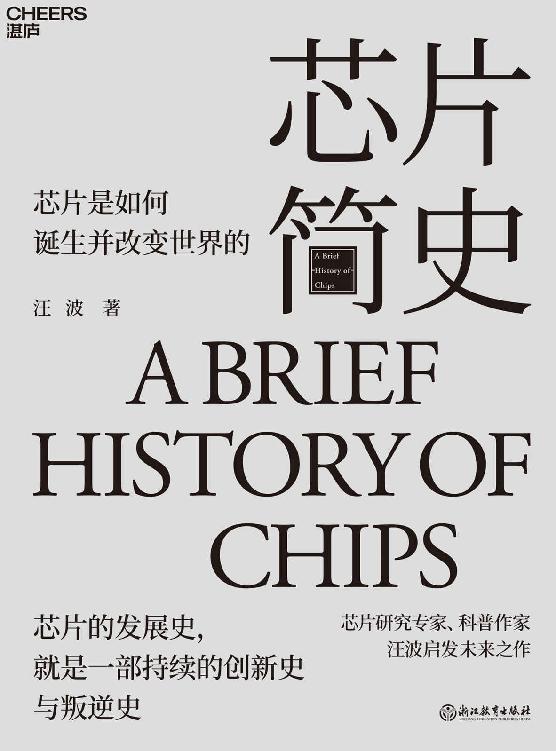 CHEERS
湛庐
芯片
简史
A Brief
History of
Chips
芯片是如何
诞生并改变世界的
汪 波 著
A BRIEF
HISTORY OF
CHIPS
芯片的发展史，
就是一部持续的创新史
与叛逆史
芯片研究专家、科普作家
汪波启发未来之作
浙江教育出版社